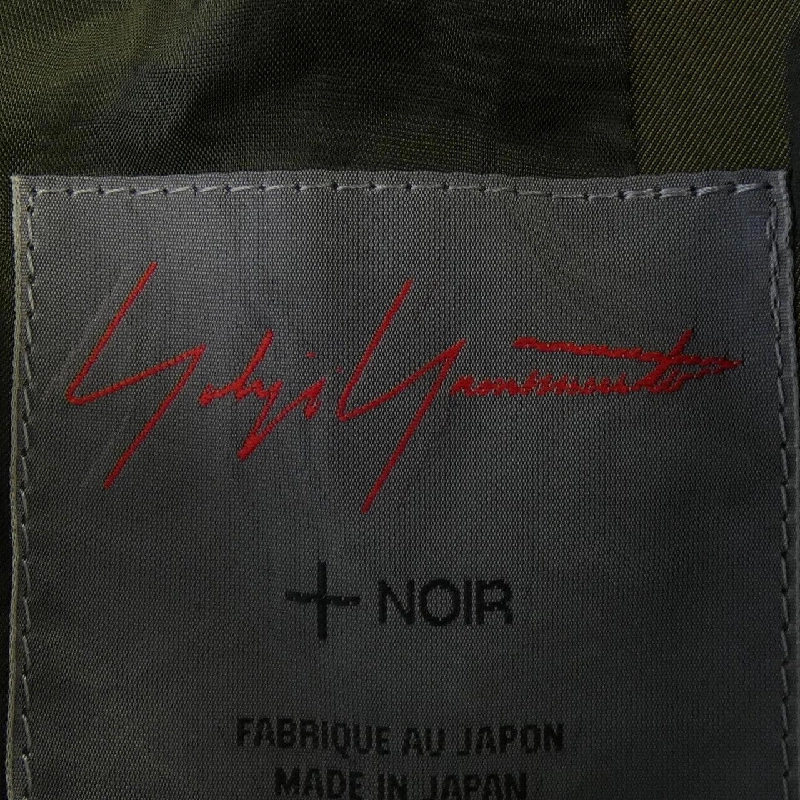 Yohji Yamamoto
+ NOIR
FABRIQUE AU JAPON
MADE IN JAPAN